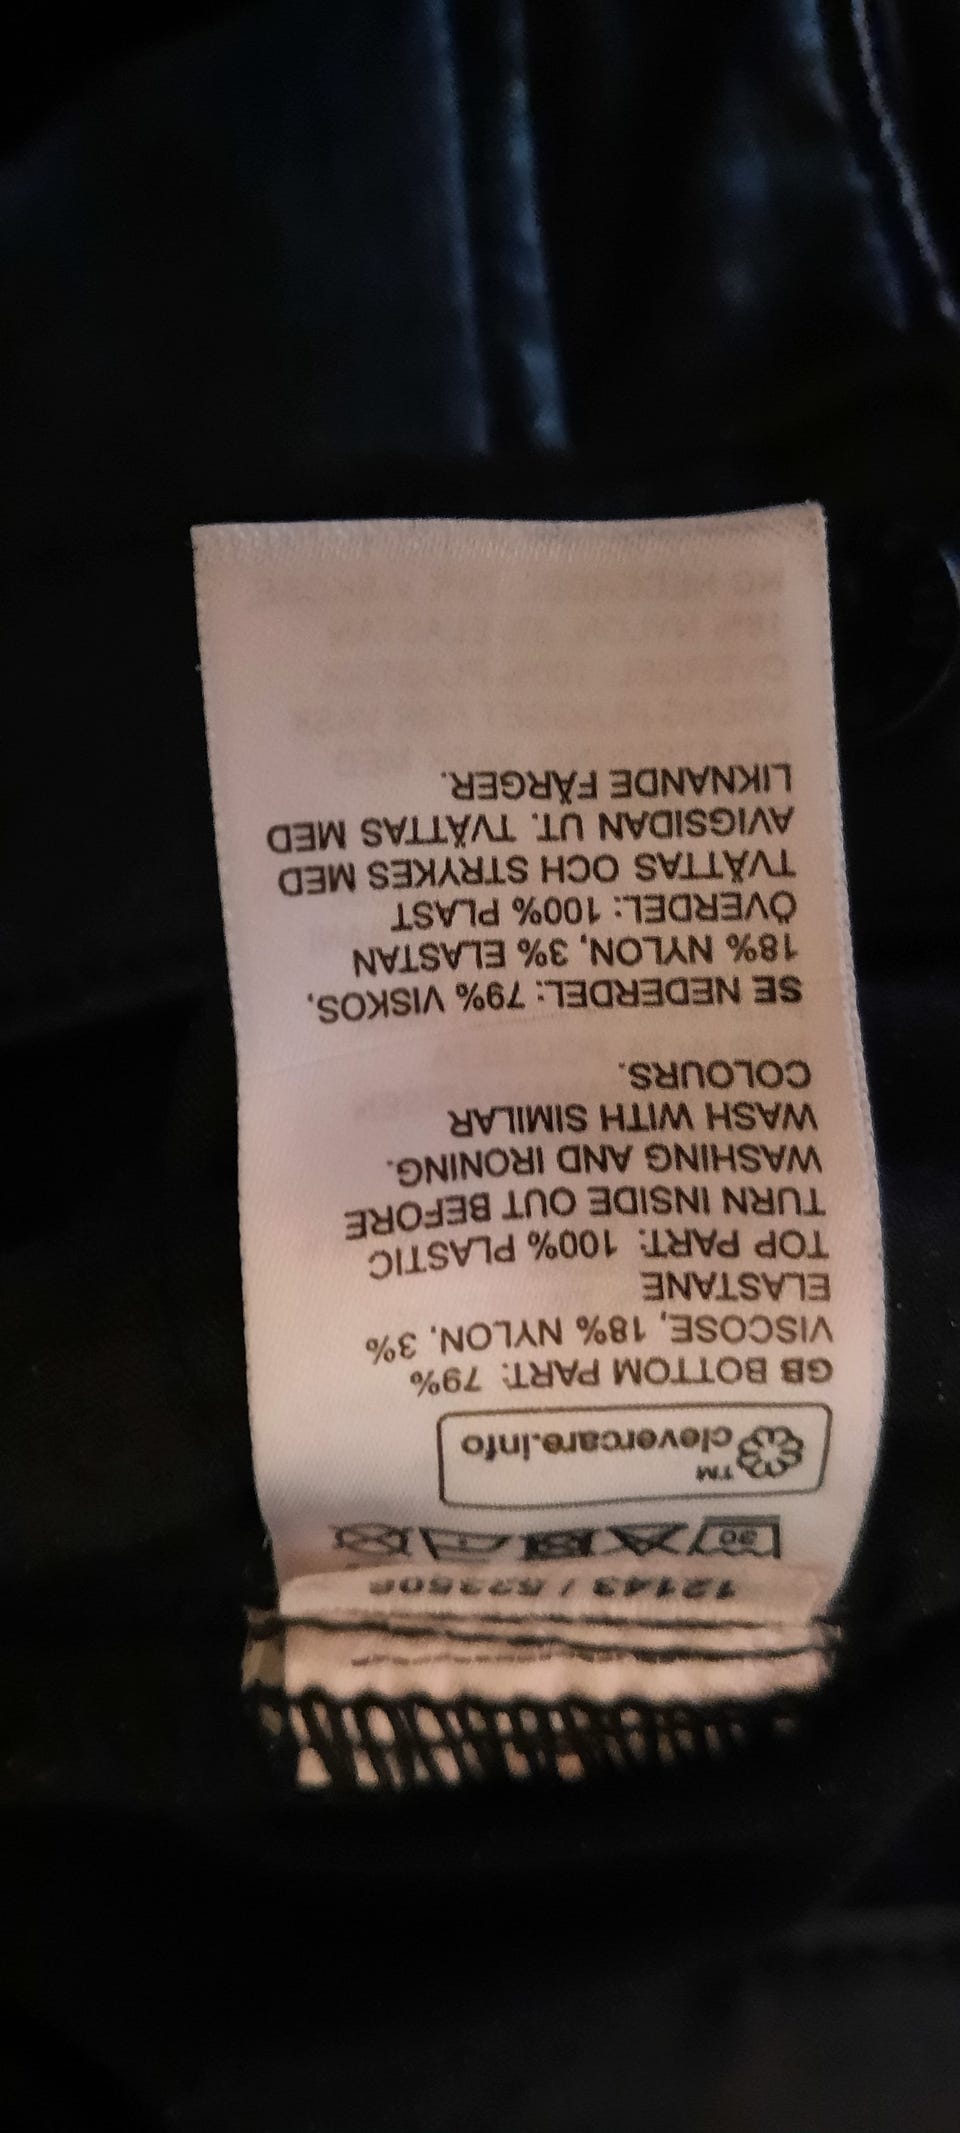 30
TM
clevercare.info
GB BOTTOM PART: 79%
VISCOSE, 18% NYLON, 3%
ELASTANE
TOP PART: 100% PLASTIC
TURN INSIDE OUT BEFORE
WASHING AND IRONING.
WASH WITH SIMILAR
COLOURS.
SE NEDERDEL: 79% VISKOS,
18% NYLON, 3% ELASTAN
ÖVERDEL: 100% PLAST
TVÄTTAS OCH STRYKES MED
AVIGSIDAN UT. TVÄTTAS MED
LIKNANDE FÄRGER.